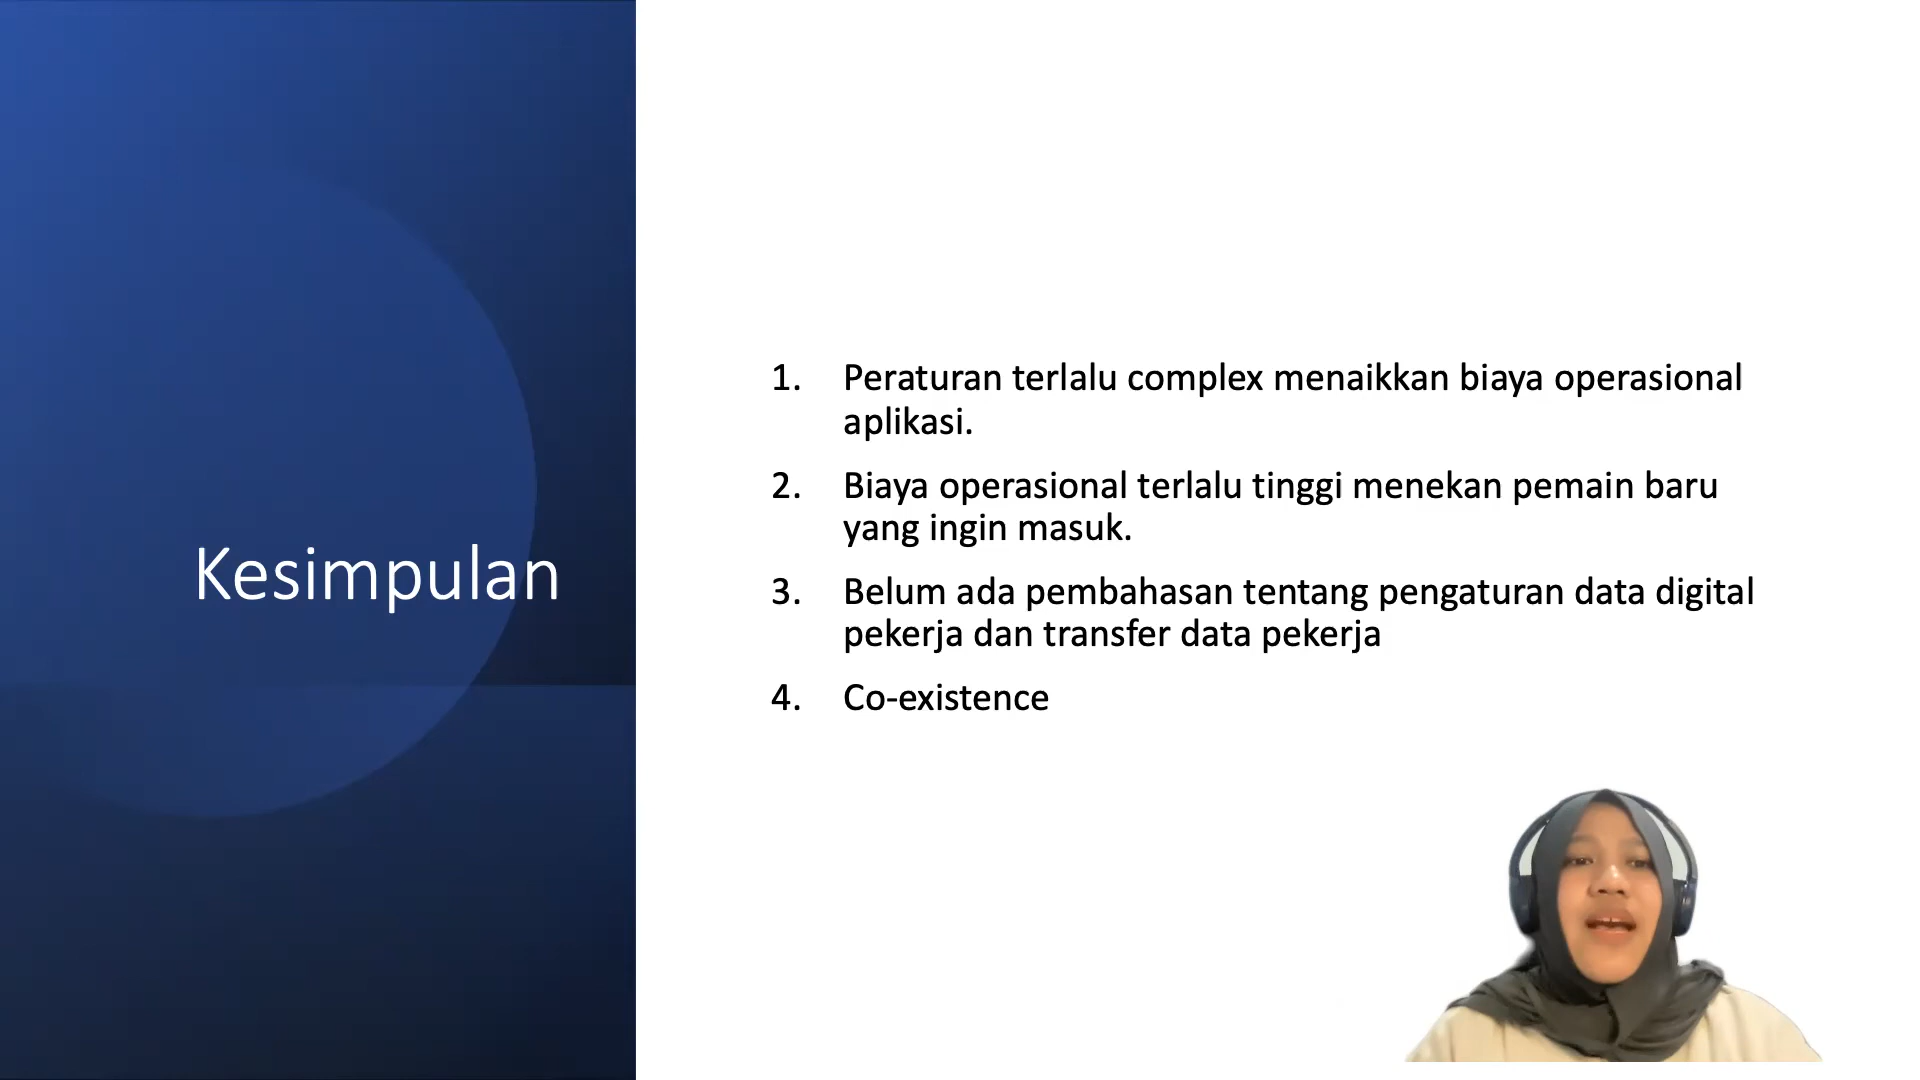 Kesimpulan
1. Peraturan terlalu complex menaikkan biaya operasional
aplikasi.
2. Biaya operasional terlalu tinggi menekan pemain baru
yang ingin masuk.
3. Belum ada pembahasan tentang pengaturan data digital
pekerja dan transfer data pekerja
4. Co-existence